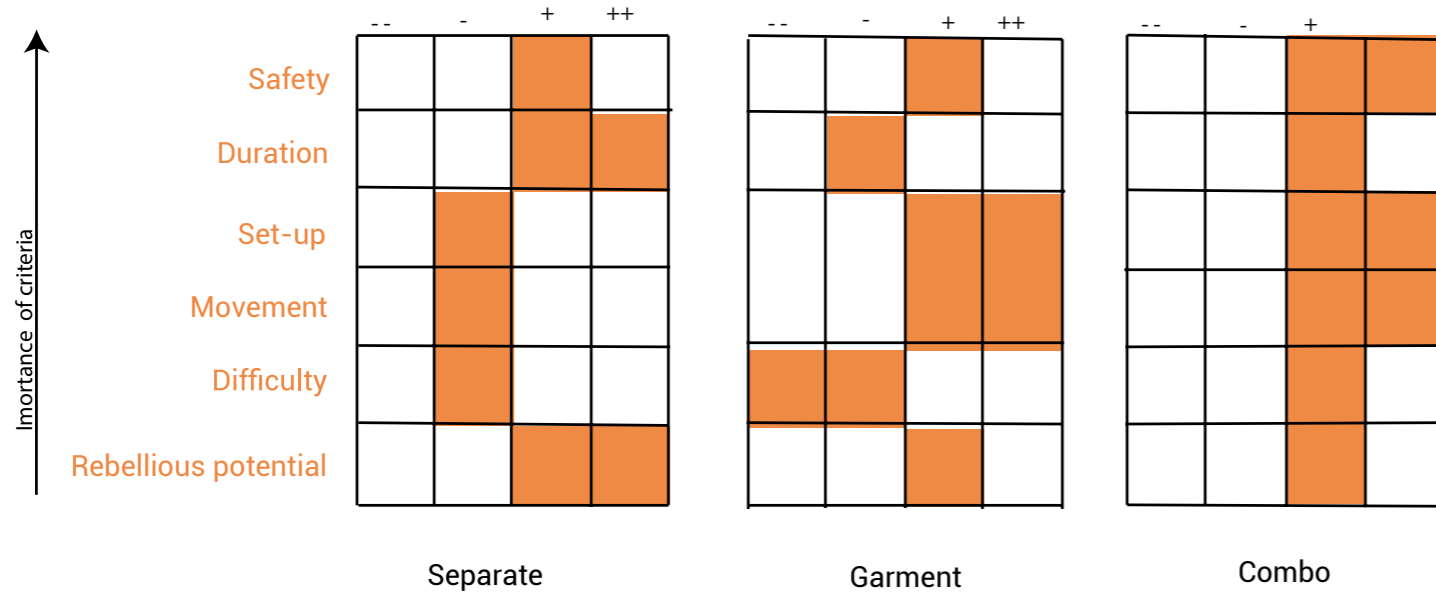 -- - + ++
-- - + ++
-- - +
Safety
Duration
Set-up
Movement
Difficulty
Rebellious potential
Imortance of criteria
Separate
Garment
Combo